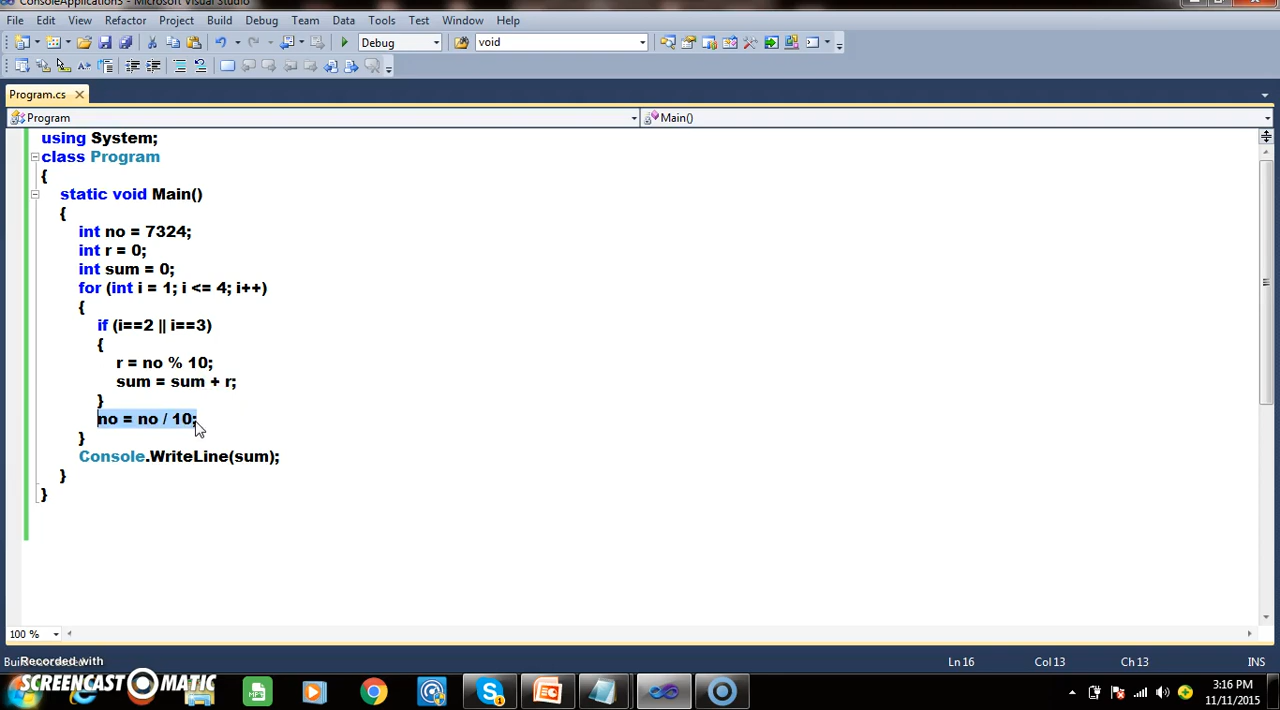 ConsoleApplication5 - Microsoft Visual Studio
File Edit View Refactor Project Build Debug Team Data Tools Test Window Help
Debug void
Program.cs
Program Main()
using System;
class Program
{
static void Main()
{
int no = 7324;
int r = 0;
int sum = 0;
for (int i = 1; i <= 4; i++)
{
if (i==2 || i==3)
{
r = no % 10;
sum = sum + r;
}
no = no / 10;
}
Console.WriteLine(sum);
}
}
100 %
Recorded with Ln 16 Col 13 Ch 13 INS
SCREENCAST MATIC
MP3
3:16 PM
11/11/2015